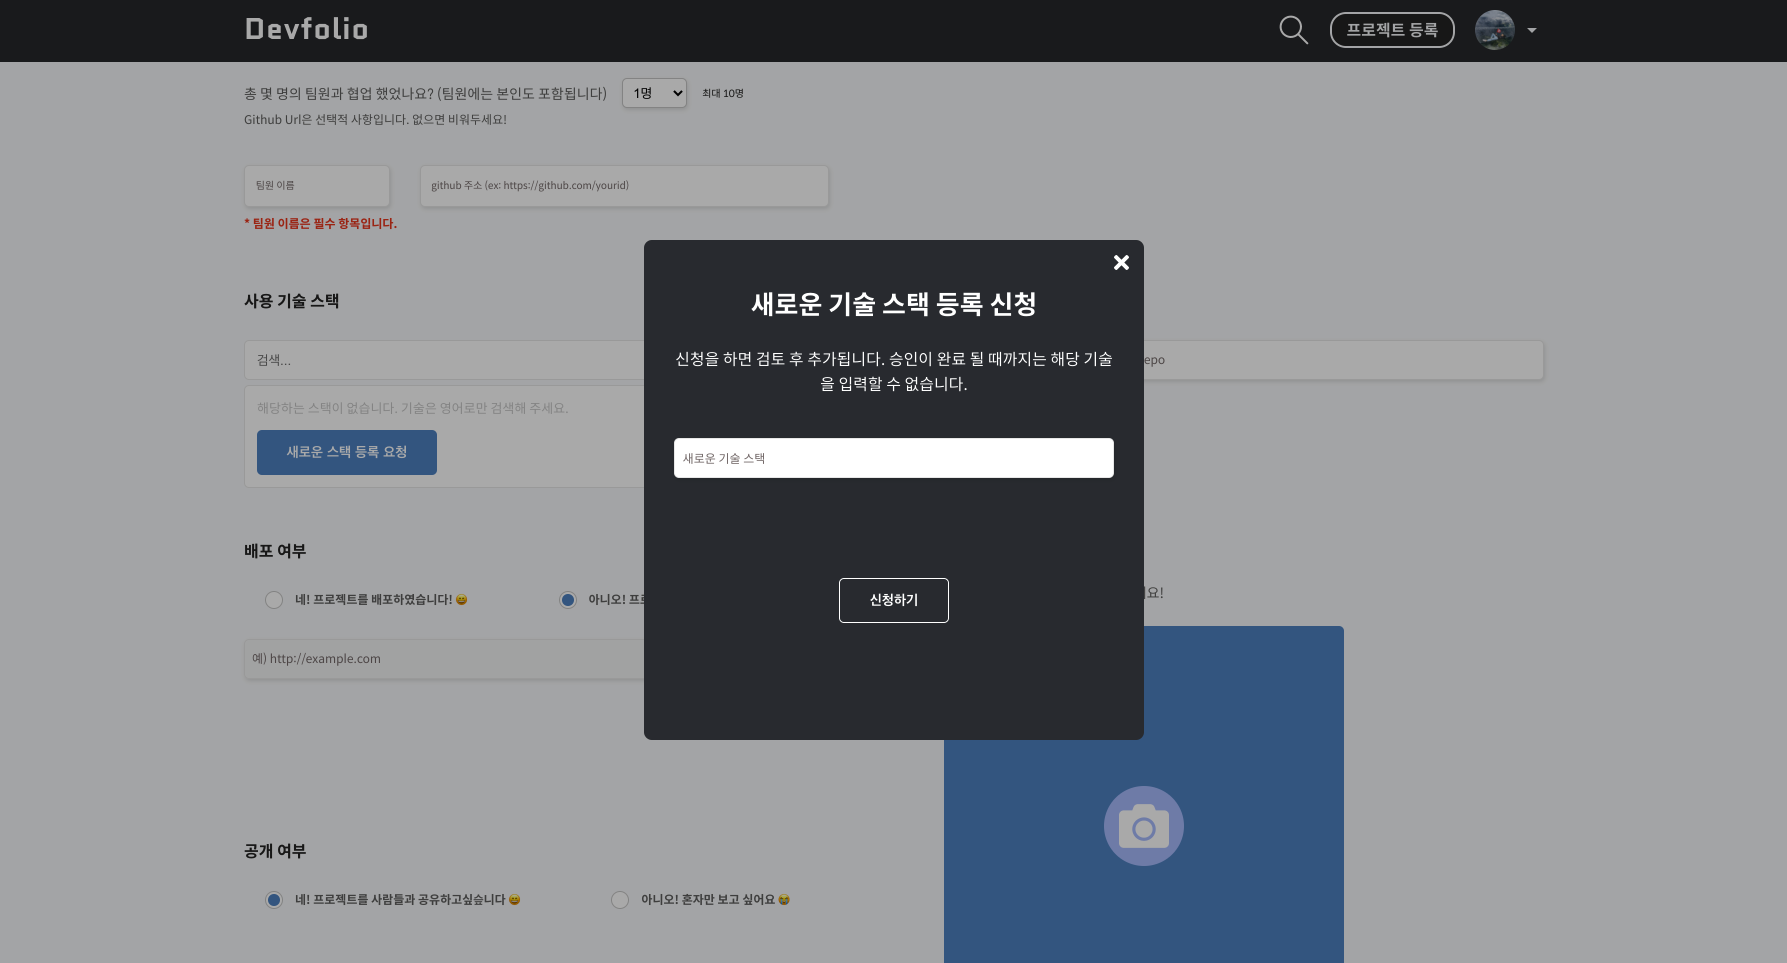 Devfolio
프로젝트 등록
총 몇 명의 팀원과 협업 했었나요? (팀원에는 본인도 포함됩니다) 1명 최대 10명
Github Url은 선택적 사항입니다. 없으면 비워두세요!
팀원 이름
github 주소 (ex: https://github.com/yourid)
* 팀원 이름은 필수 항목입니다.
사용 기술 스택
검색...
epo
해당하는 스택이 없습니다. 기술은 영어로만 검색해 주세요.
새로운 스택 등록 요청
새로운 기술 스택 등록 신청
신청을 하면 검토 후 추가됩니다. 승인이 완료 될 때까지는 해당 기술
을 입력할 수 없습니다.
새로운 기술 스택
신청하기
배포 여부
네! 프로젝트를 배포하였습니다! 😄
아니오! 프로
요!
예) http://example.com
공개 여부
네! 프로젝트를 사람들과 공유하고싶습니다 😄
아니오! 혼자만 보고 싶어요 😭